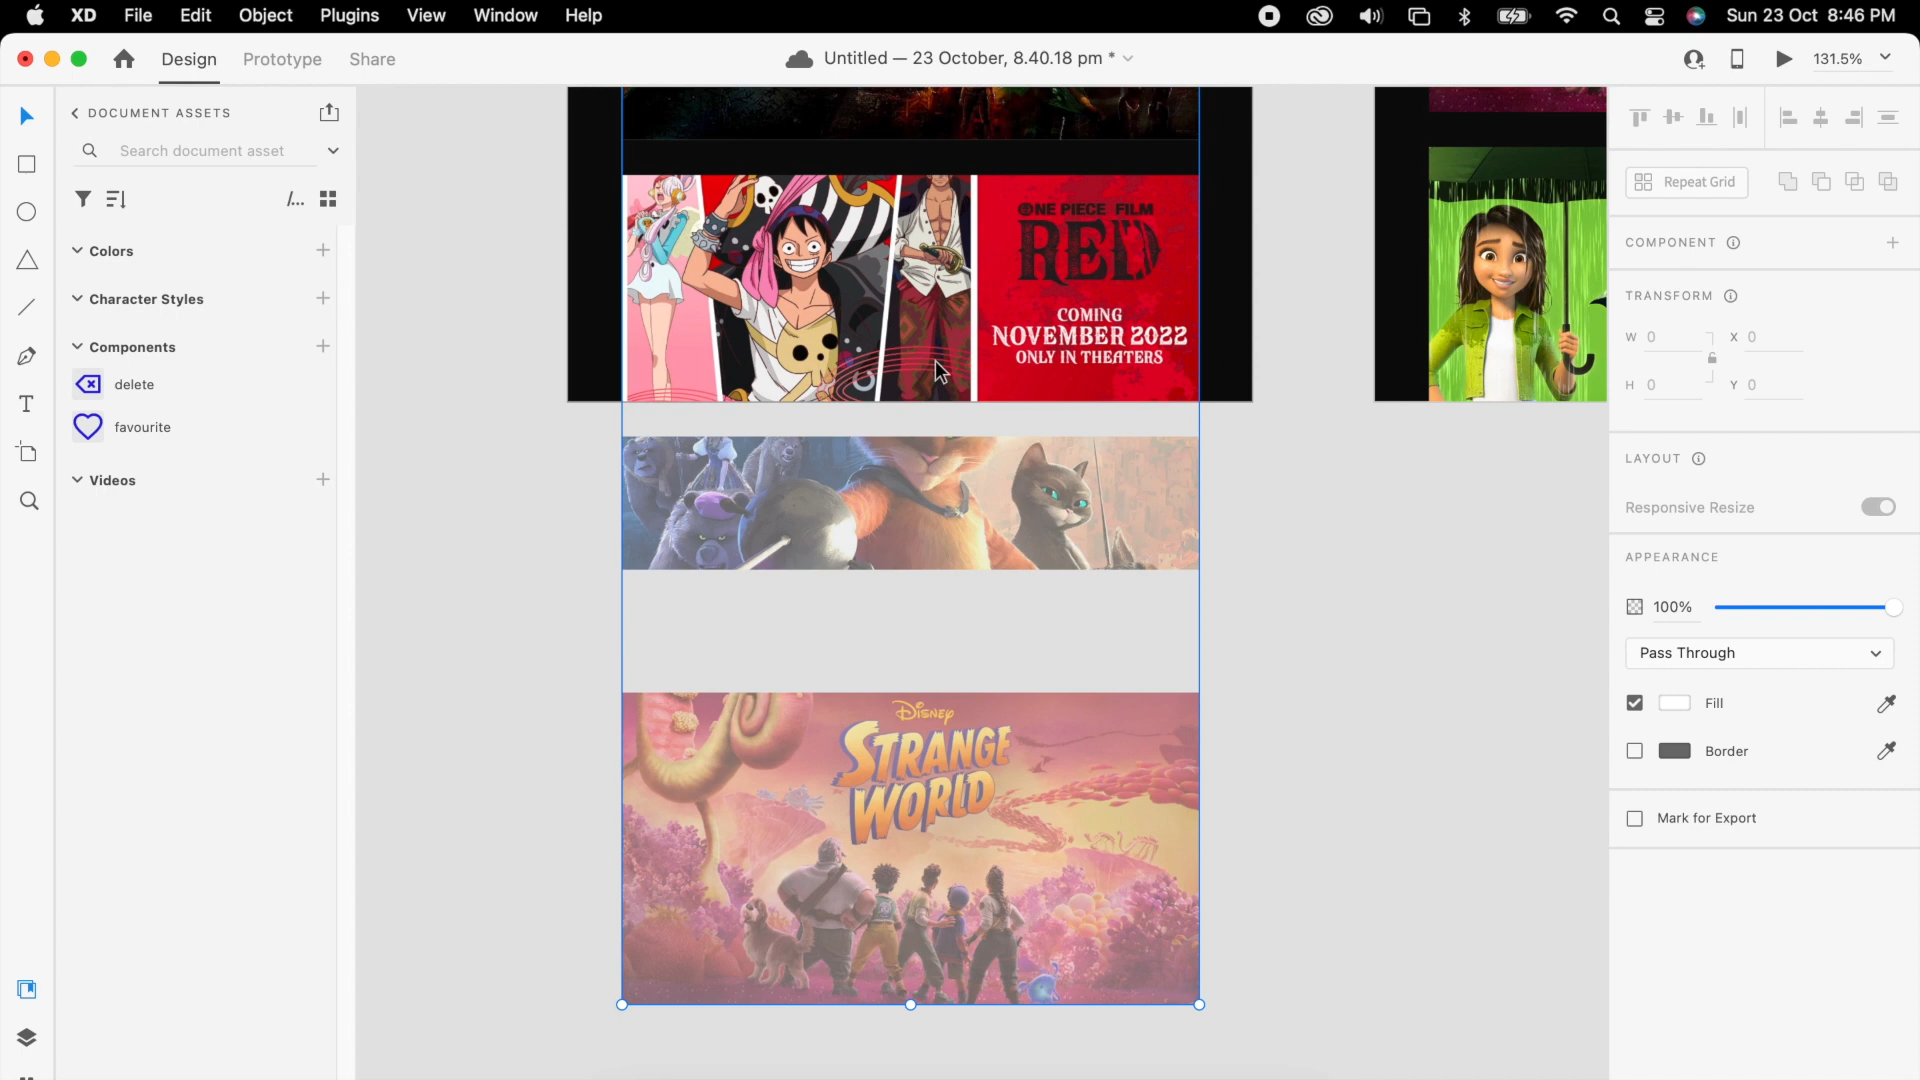 XD File Edit Object Plugins View Window Help Sun 23 Oct 8:46 PM
Design Prototype Share Untitled — 23 October, 8.40.18 pm * 131.5%
DOCUMENT ASSETS
Search document asset
/...
Colors
Character Styles
Components
delete
favourite
Videos
T
ONE PIECE FILM
RED
COMING
NOVEMBER 2022
ONLY IN THEATERS
DISNEY
STRANGE
WORLD
Repeat Grid
COMPONENT
TRANSFORM
W 0 X 0
H 0 Y 0
LAYOUT
Responsive Resize
APPEARANCE
100%
Pass Through
Fill
Border
Mark for Export